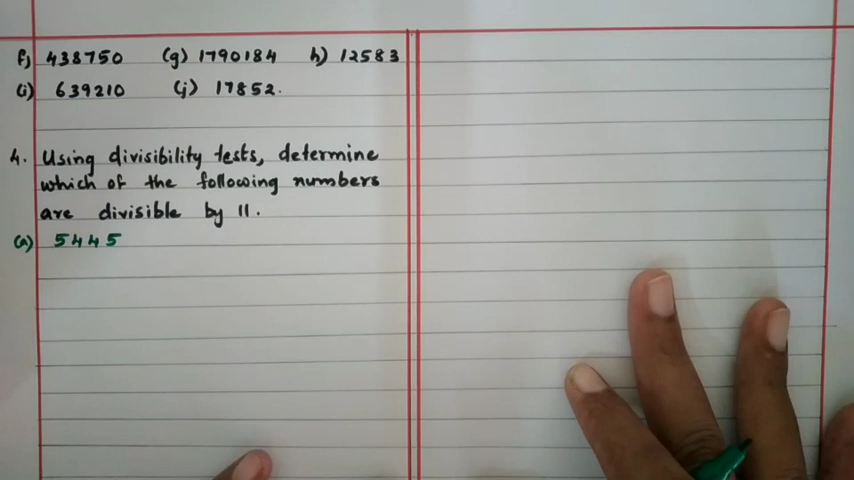 f) 438750 (g) 1790184 h) 12583
(i) 639210 (j) 17852.
4. Using divisibility tests, determine
which of the following numbers
are divisible by 11.
(a) 5445